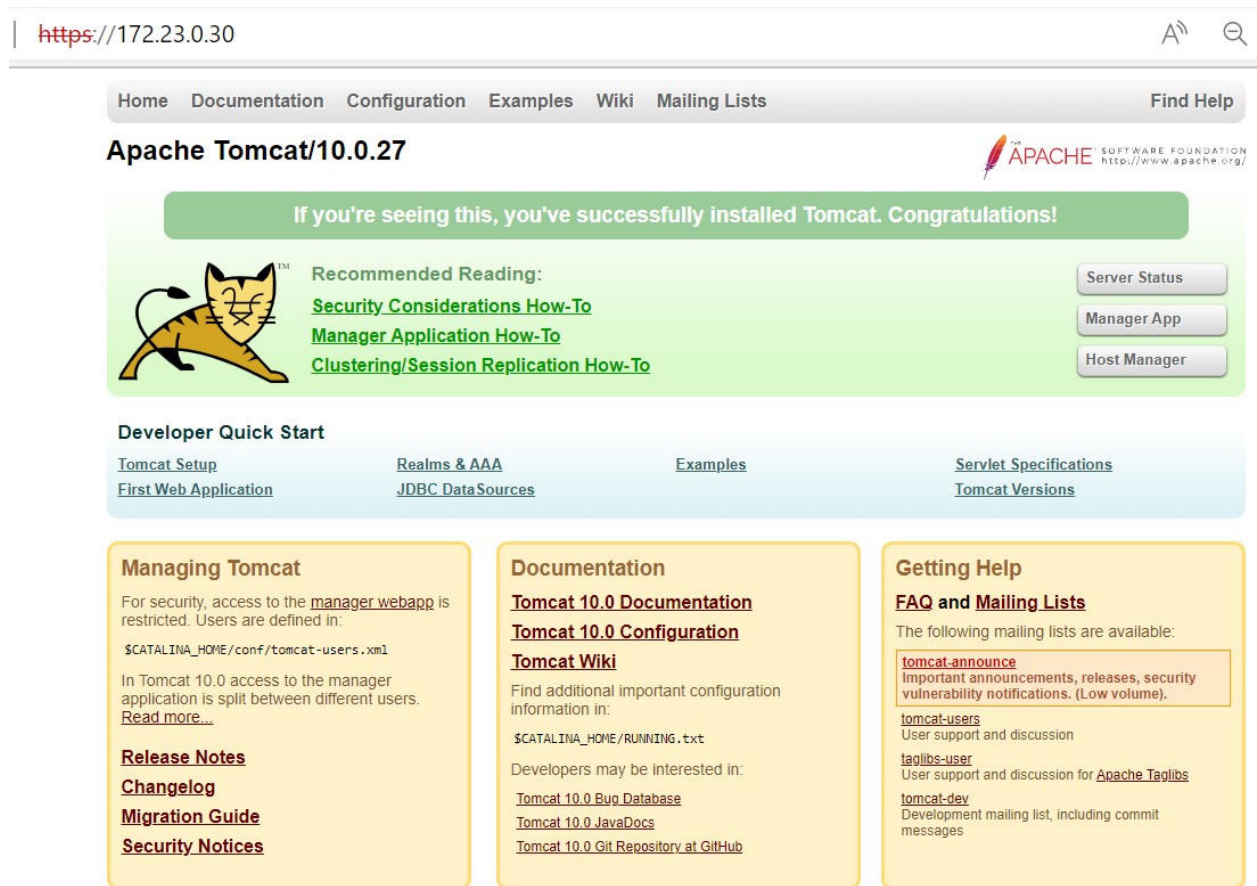 https://172.23.0.30
Home Documentation Configuration Examples Wiki Mailing Lists Find Help
Apache Tomcat/10.0.27
THE APACHE SOFTWARE FOUNDATION
http://www.apache.org/
If you're seeing this, you've successfully installed Tomcat. Congratulations!
TM
Recommended Reading:
Security Considerations How-To
Manager Application How-To
Clustering/Session Replication How-To
Server Status
Manager App
Host Manager
Developer Quick Start
Tomcat Setup
First Web Application
Realms & AAA
JDBC DataSources
Examples
Servlet Specifications
Tomcat Versions
Managing Tomcat
For security, access to the manager webapp is
restricted. Users are defined in:
$CATALINA_HOME/conf/tomcat-users.xml
In Tomcat 10.0 access to the manager
application is split between different users.
Read more...
Release Notes
Changelog
Migration Guide
Security Notices
Documentation
Tomcat 10.0 Documentation
Tomcat 10.0 Configuration
Tomcat Wiki
Find additional important configuration
information in:
$CATALINA_HOME/RUNNING.txt
Developers may be interested in:
Tomcat 10.0 Bug Database
Tomcat 10.0 JavaDocs
Tomcat 10.0 Git Repository at GitHub
Getting Help
FAQ and Mailing Lists
The following mailing lists are available:
tomcat-announce
Important announcements, releases, security
vulnerability notifications. (Low volume).
tomcat-users
User support and discussion
taglibs-user
User support and discussion for Apache Taglibs
tomcat-dev
Development mailing list, including commit
messages